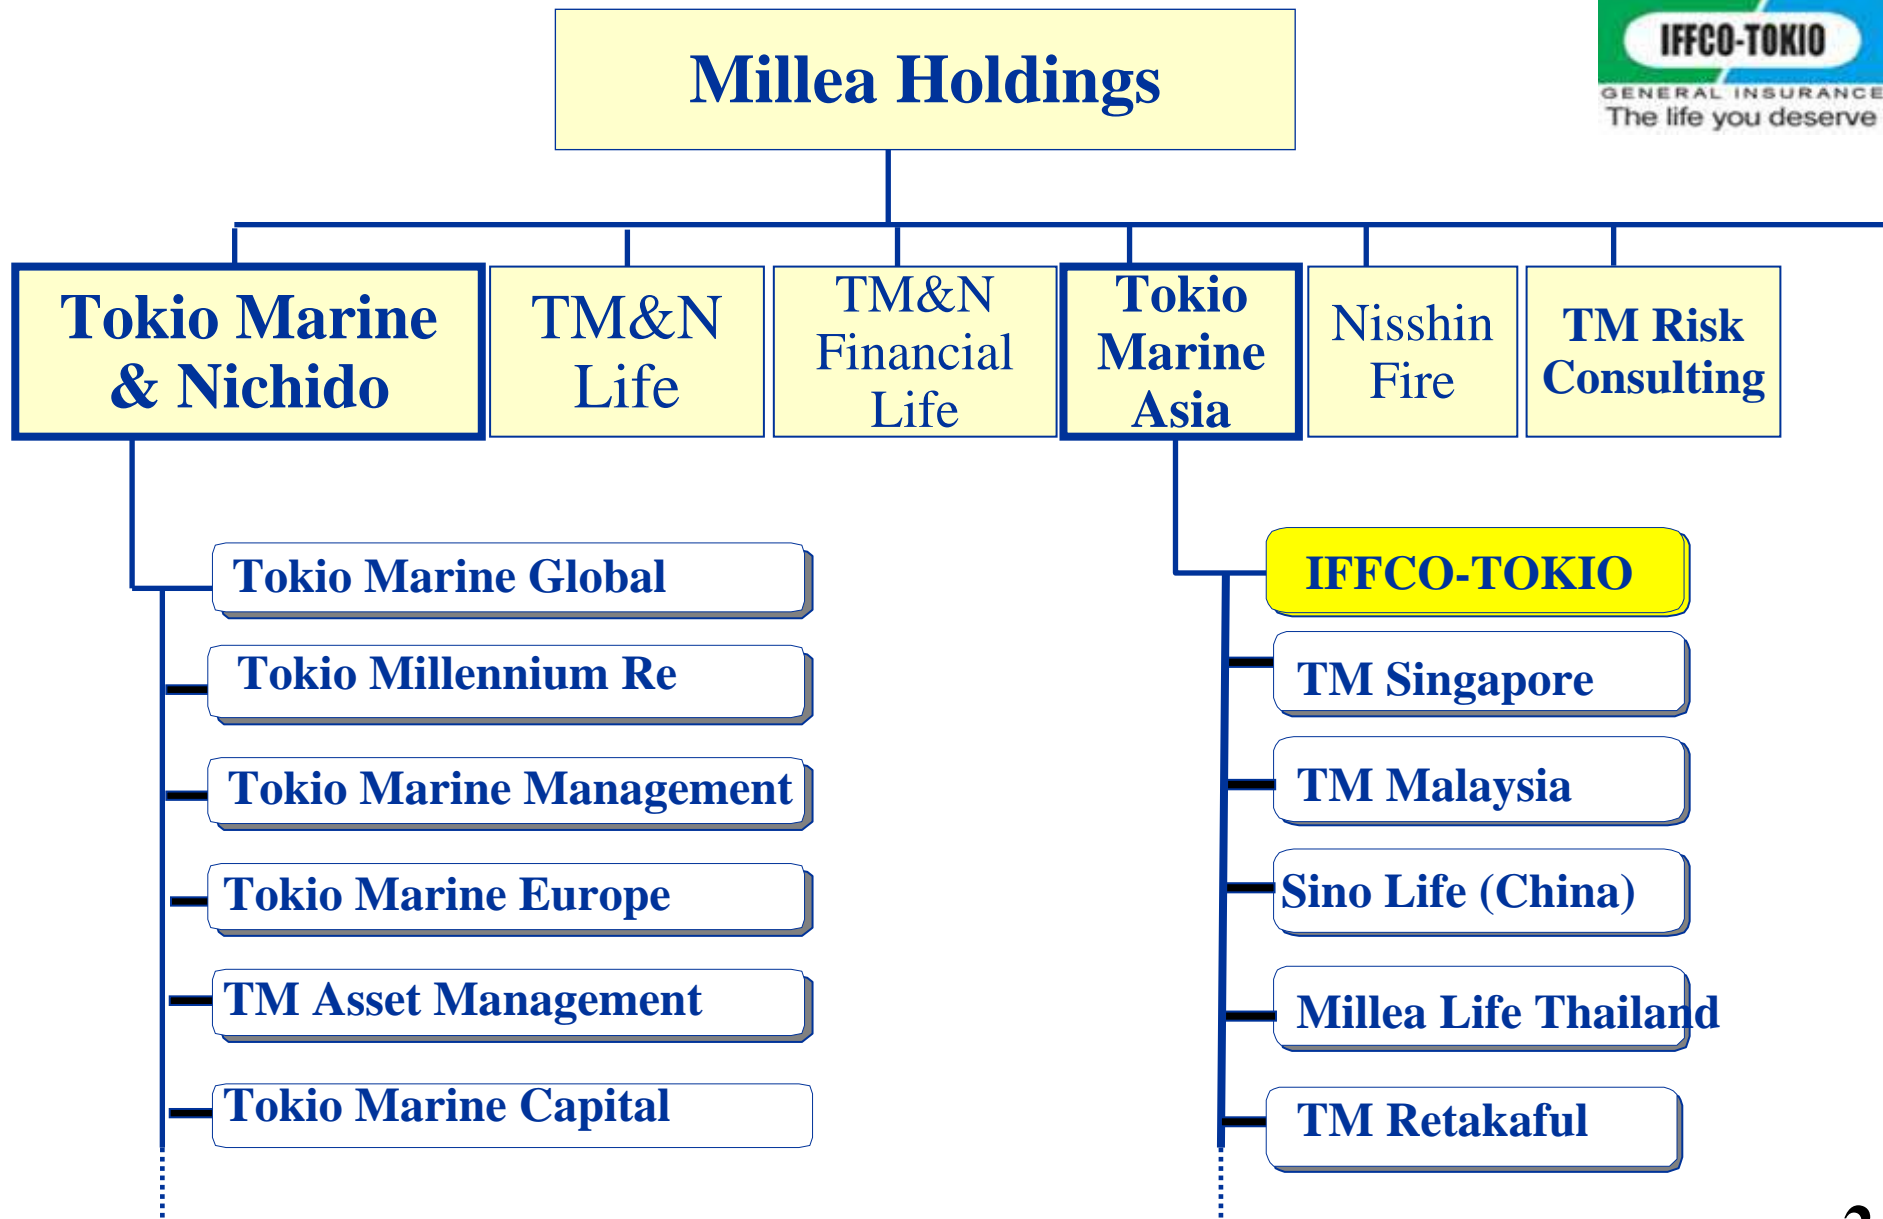 Millea Holdings
IFFCO-TOKIO
GENERAL INSURANCE
The life you deserve
Tokio Marine
& Nichido
TM&N
Life
TM&N
Financial
Life
Tokio
Marine
Asia
Nisshin
Fire
TM Risk
Consulting
Tokio Marine Global
Tokio Millennium Re
Tokio Marine Management
Tokio Marine Europe
TM Asset Management
Tokio Marine Capital
IFFCO-TOKIO
TM Singapore
TM Malaysia
Sino Life (China)
Millea Life Thailand
TM Retakaful